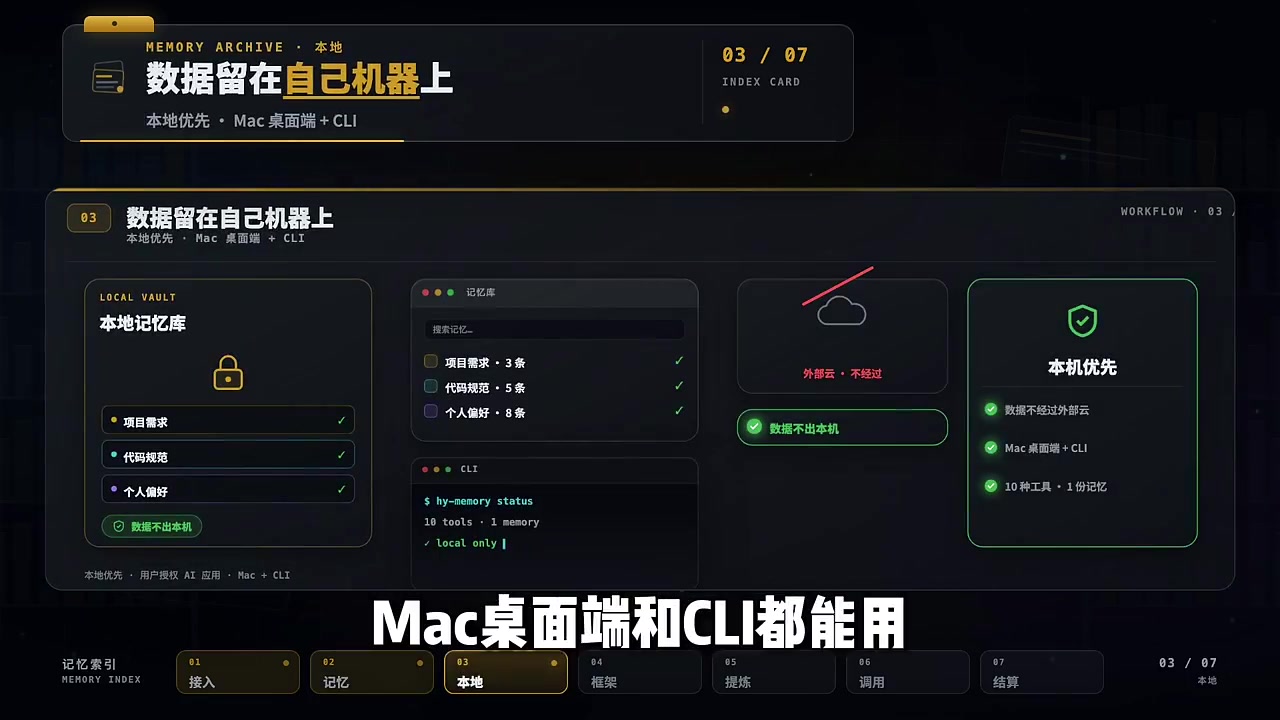 MEMORY ARCHIVE · 本地
数据留在自己机器上
本地优先 • Mac 桌面端 + CLI
03 / 07
INDEX CARD
03
数据留在自己机器上
本地优先 · Mac 桌面端 + CLI
WORKFLOW · 03 /
LOCAL VAULT
本地记忆库
项目需求 ✓
代码规范 ✓
个人偏好 ✓
数据不出本机
记忆库
搜索记忆…
项目需求 • 3 条 ✓
代码规范 • 5 条 ✓
个人偏好 • 8 条 ✓
CLI
$ hy-memory status
10 tools · 1 memory
✓ local only
外部云 • 不经过
数据不出本机
本机优先
数据不经过外部云
Mac 桌面端 + CLI
10 种工具 • 1 份记忆
本地优先 · 用户授权 AI 应用 · Mac + CLI
Mac桌面端和CLI都能用
记忆索引
MEMORY INDEX
01
接入
02
记忆
03
本地
04
框架
05
提炼
06
调用
07
结算
03 / 07
本地